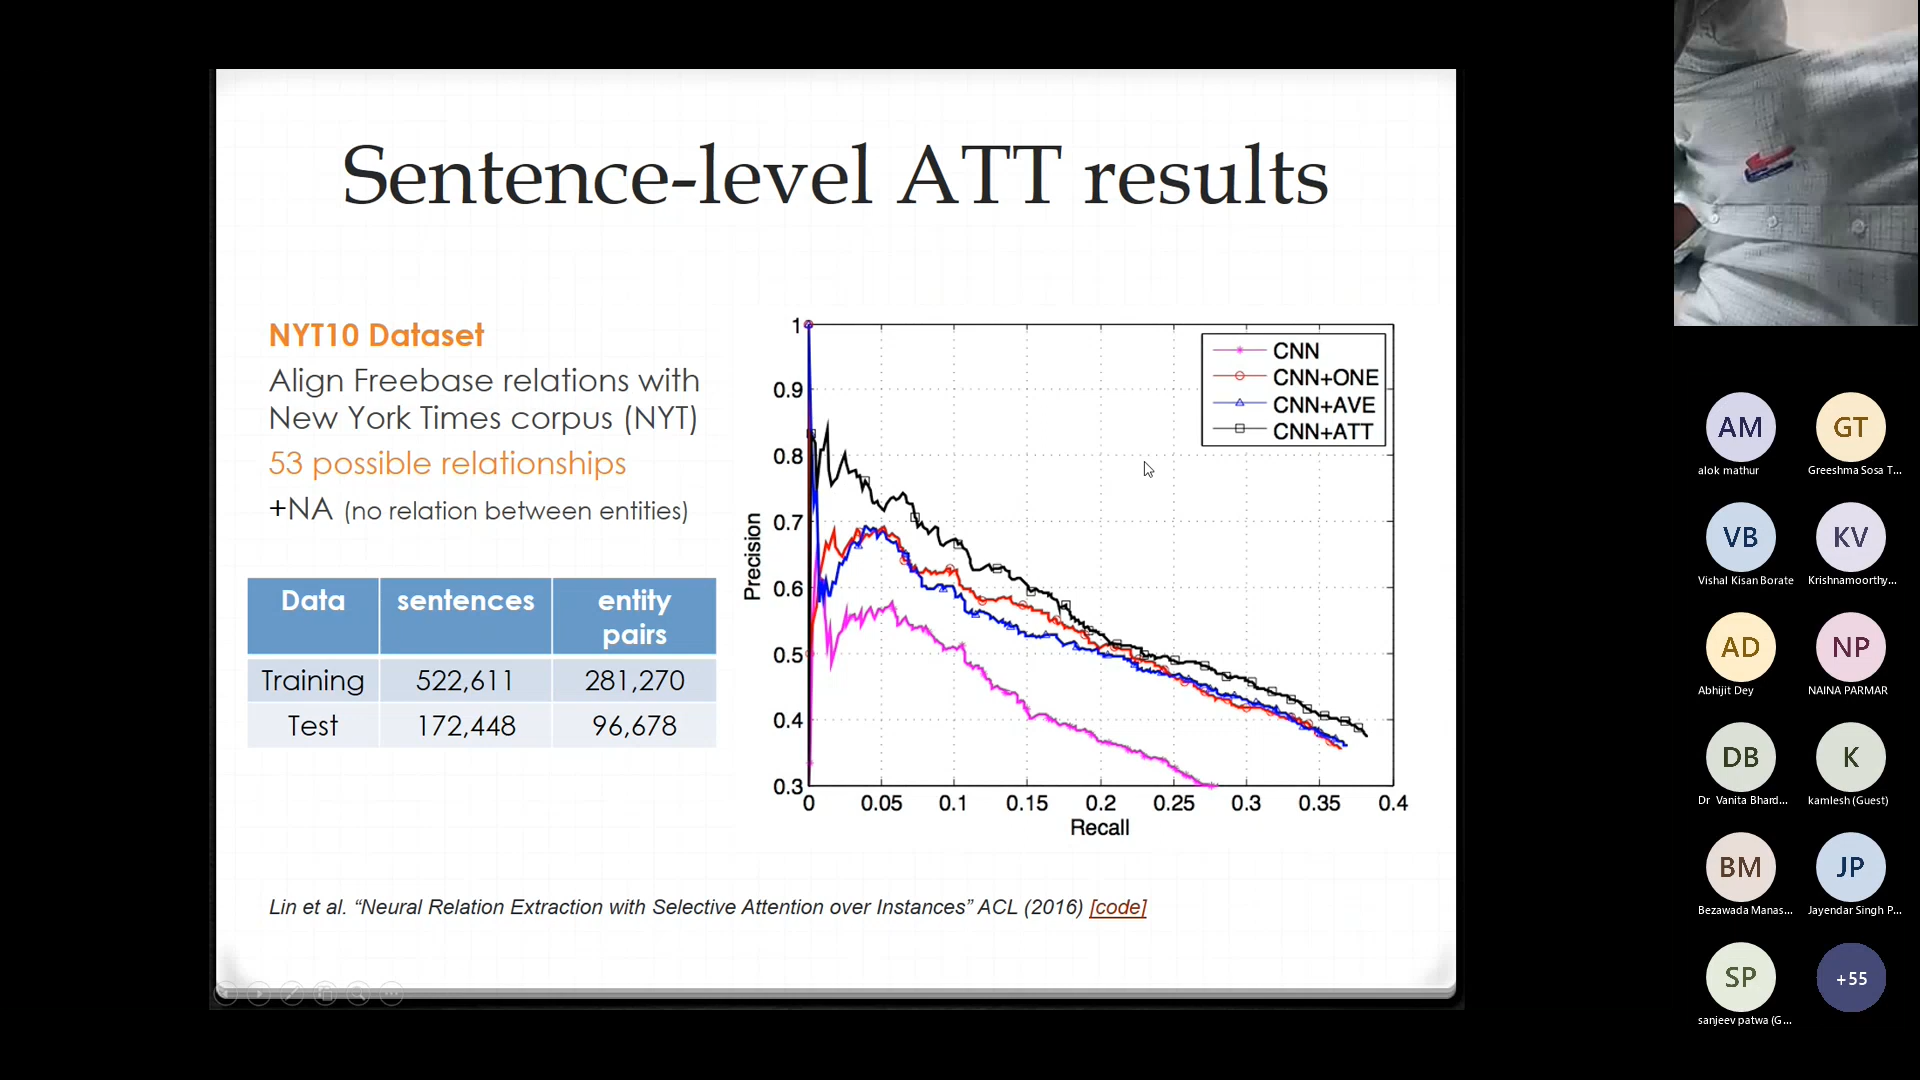 Sentence-level ATT results
NYT10 Dataset
Align Freebase relations with
New York Times corpus (NYT)
53 possible relationships
+NA (no relation between entities)
Data sentences entity pairs
Training 522,611 281,270
Test 172,448 96,678
1
0.9
0.8
0.7
0.6
0.5
0.4
0.3
Precision
CNN
CNN+ONE
CNN+AVE
CNN+ATT
0 0.05 0.1 0.15 0.2 0.25 0.3 0.35 0.4
Recall
Lin et al. “Neural Relation Extraction with Selective Attention over Instances” ACL (2016) [code]
AM GT
alok mathur Greeshma Sosa T...
VB KV
Vishal Kisan Borate Krishnamoorthy...
AD NP
Abhijit Dey NAINA PARMAR
DB K
Dr Vanita Bhard... kamlesh (Guest)
BM JP
Bezawada Manas... Jayendar Singh P...
SP +55
sanjeev patwa (G...